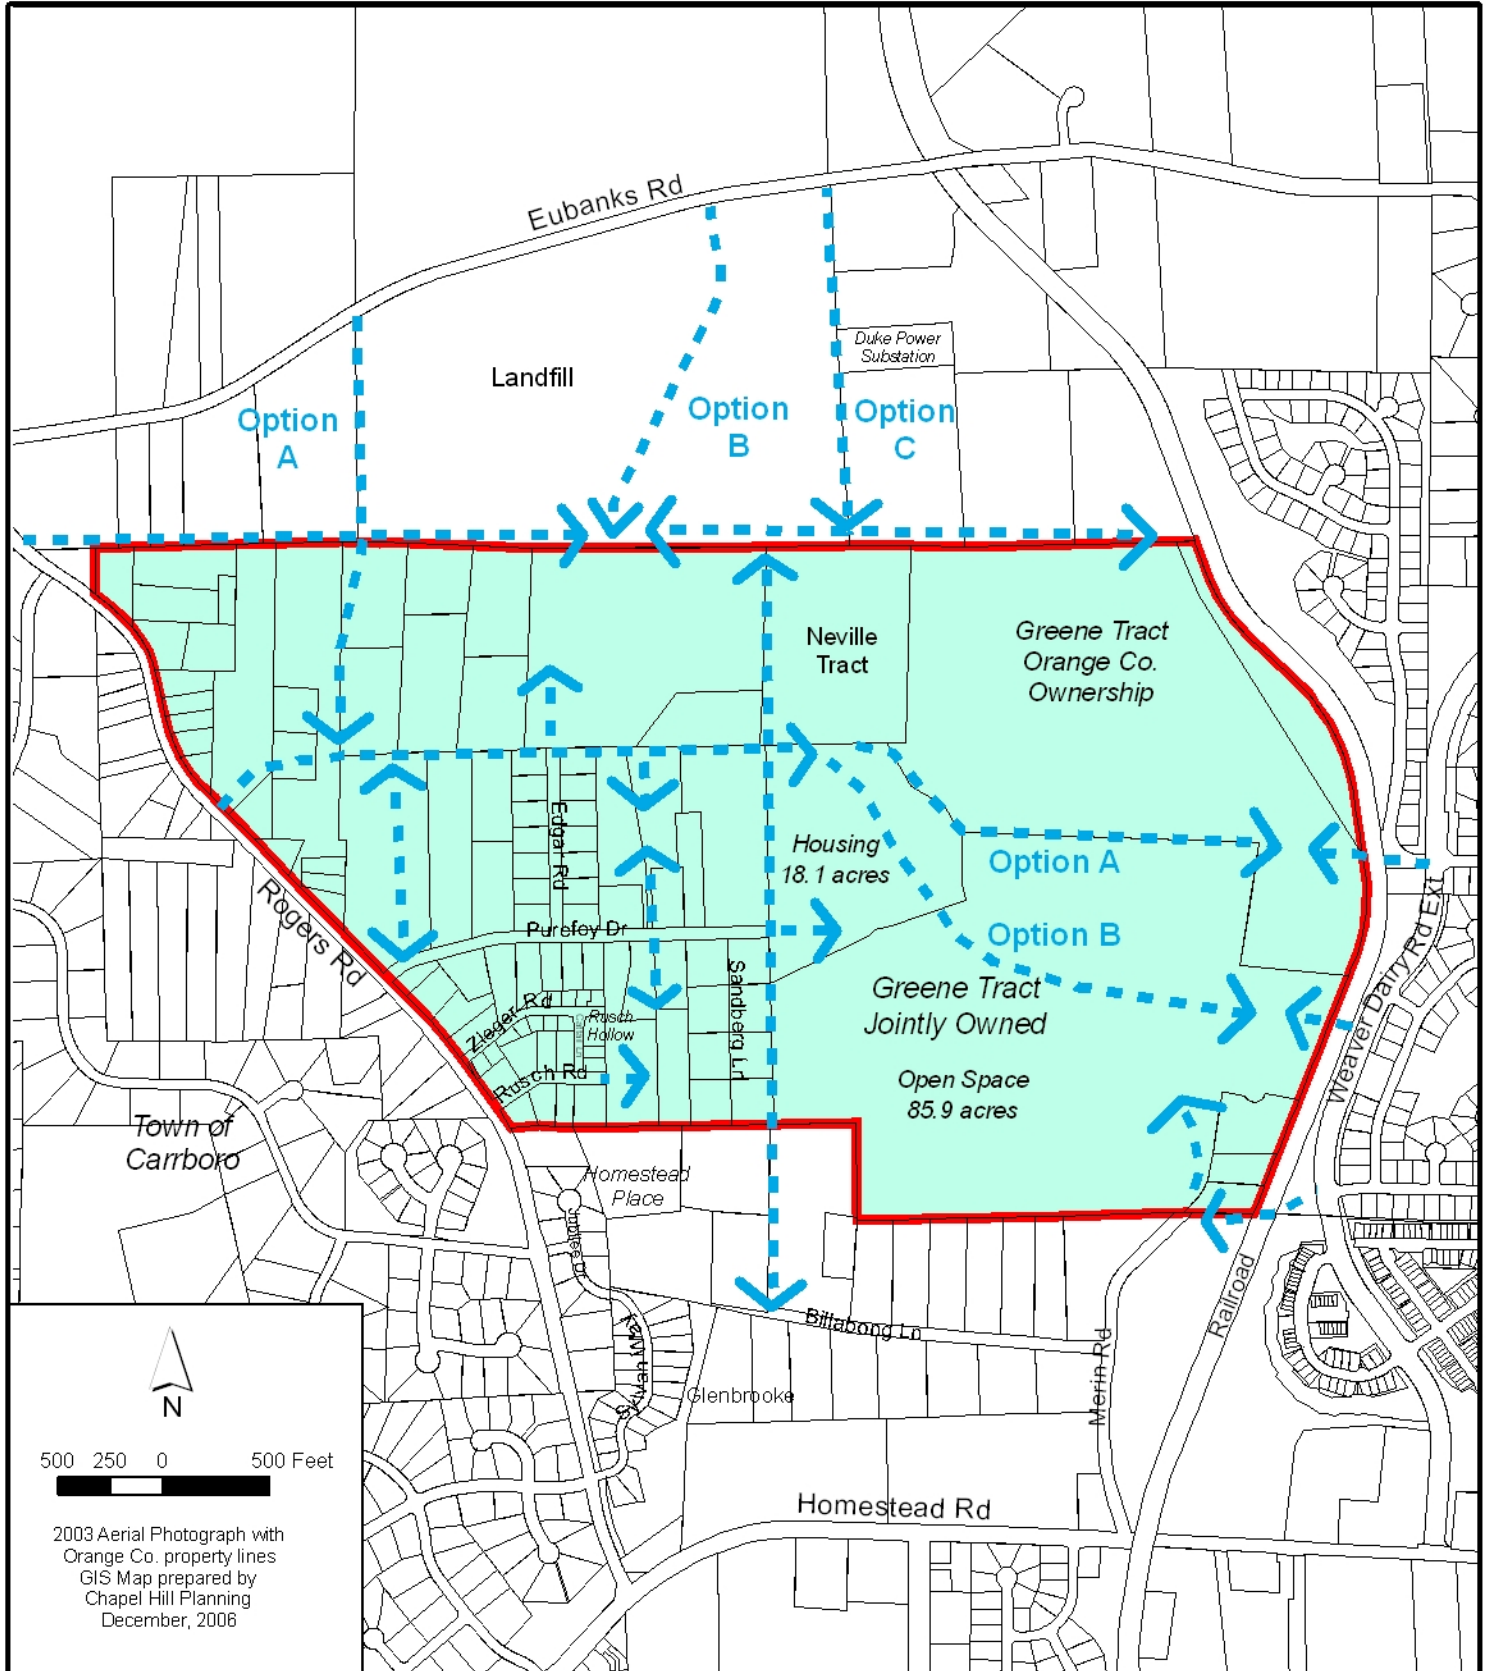 Eubanks Rd
Duke Power
Substation
Landfill
Option
A
Option
B
Option
C
Neville
Tract
Greene Tract
Orange Co.
Ownership
Edgar Rd
Housing
18.1 acres
Option A
Rogers Rd
Purefoy Dr
Option B
Weaver Dairy Rd Ext
Sandberg Ln
Greene Tract
Jointly Owned
Zieger Rd
Rusch
Hollow
Rusch Rd
Open Space
85.9 acres
Town of
Carrboro
Homestead
Place
Jubilee Dr
Billabong Ln
Railroad
Merin Rd
Sylvan Way
Glenbrooke
N
500 250 0 500 Feet
Homestead Rd
2003 Aerial Photograph with
Orange Co. property lines
GIS Map prepared by
Chapel Hill Planning
December, 2006